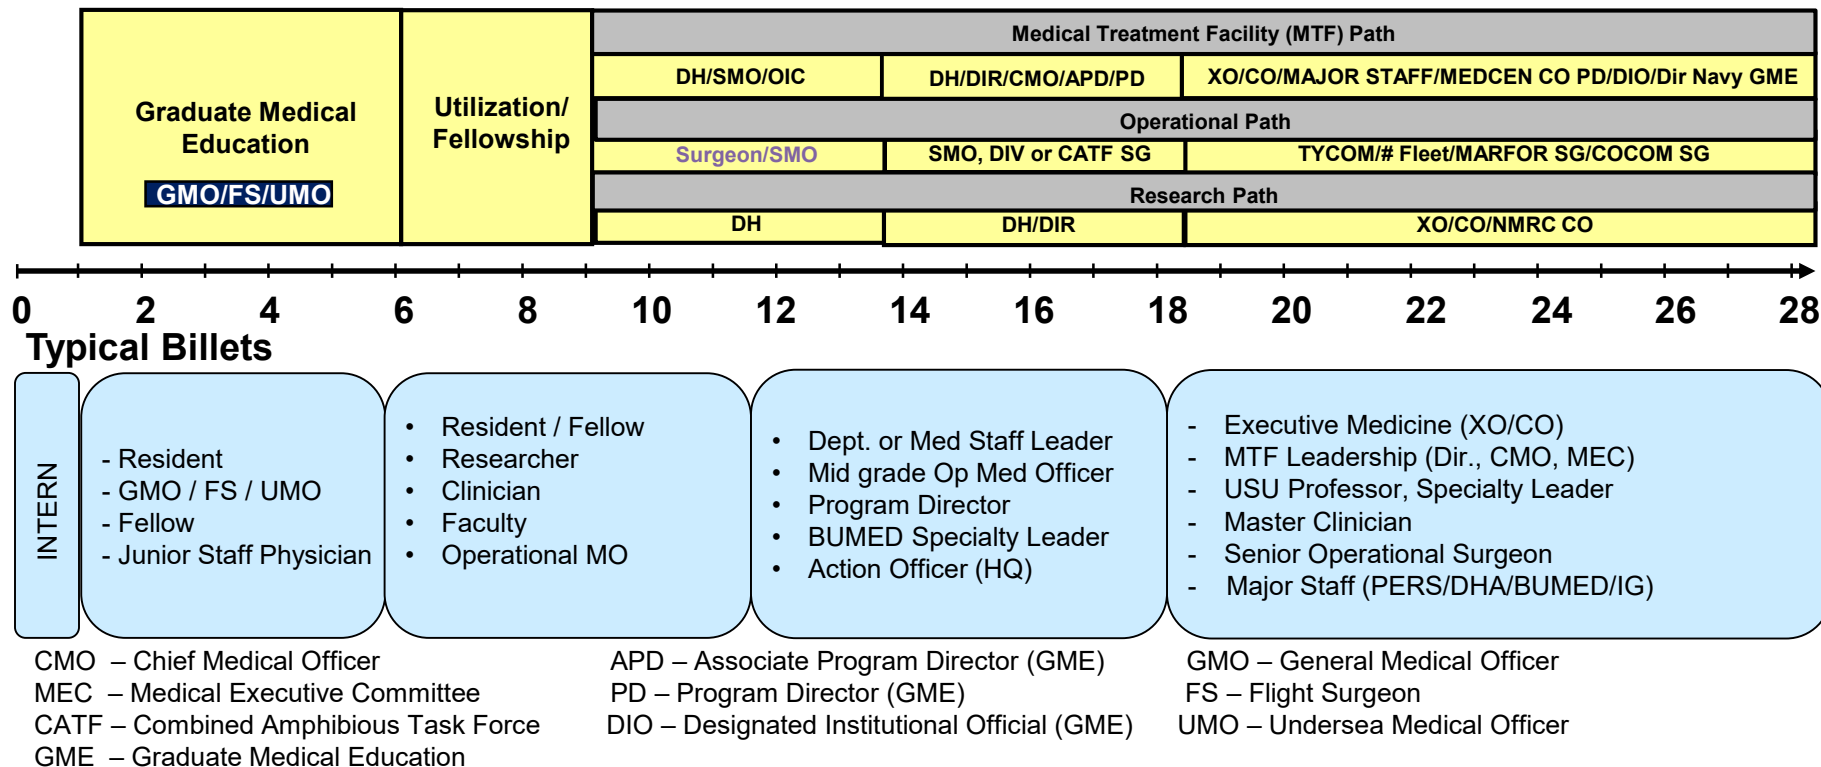 Graduate Medical
Education
GMO/FS/UMO
Utilization/
Fellowship
Medical Treatment Facility (MTF) Path
DH/SMO/OIC
DH/DIR/CMO/APD/PD
XO/CO/MAJOR STAFF/MEDCEN CO PD/DIO/Dir Navy GME
Operational Path
Surgeon/SMO
SMO, DIV or CATF SG
TYCOM/# Fleet/MARFOR SG/COCOM SG
Research Path
DH
DH/DIR
XO/CO/NMRC CO
0 2 4 6 8 10 12 14 16 18 20 22 24 26 28
Typical Billets
INTERN
- Resident
- GMO / FS / UMO
- Fellow
- Junior Staff Physician
• Resident / Fellow
• Researcher
• Clinician
• Faculty
• Operational MO
• Dept. or Med Staff Leader
• Mid grade Op Med Officer
• Program Director
• BUMED Specialty Leader
• Action Officer (HQ)
- Executive Medicine (XO/CO)
- MTF Leadership (Dir., CMO, MEC)
- USU Professor, Specialty Leader
- Master Clinician
- Senior Operational Surgeon
- Major Staff (PERS/DHA/BUMED/IG)
CMO – Chief Medical Officer
MEC – Medical Executive Committee
CATF – Combined Amphibious Task Force
GME – Graduate Medical Education
APD – Associate Program Director (GME)
PD – Program Director (GME)
DIO – Designated Institutional Official (GME)
GMO – General Medical Officer
FS – Flight Surgeon
UMO – Undersea Medical Officer